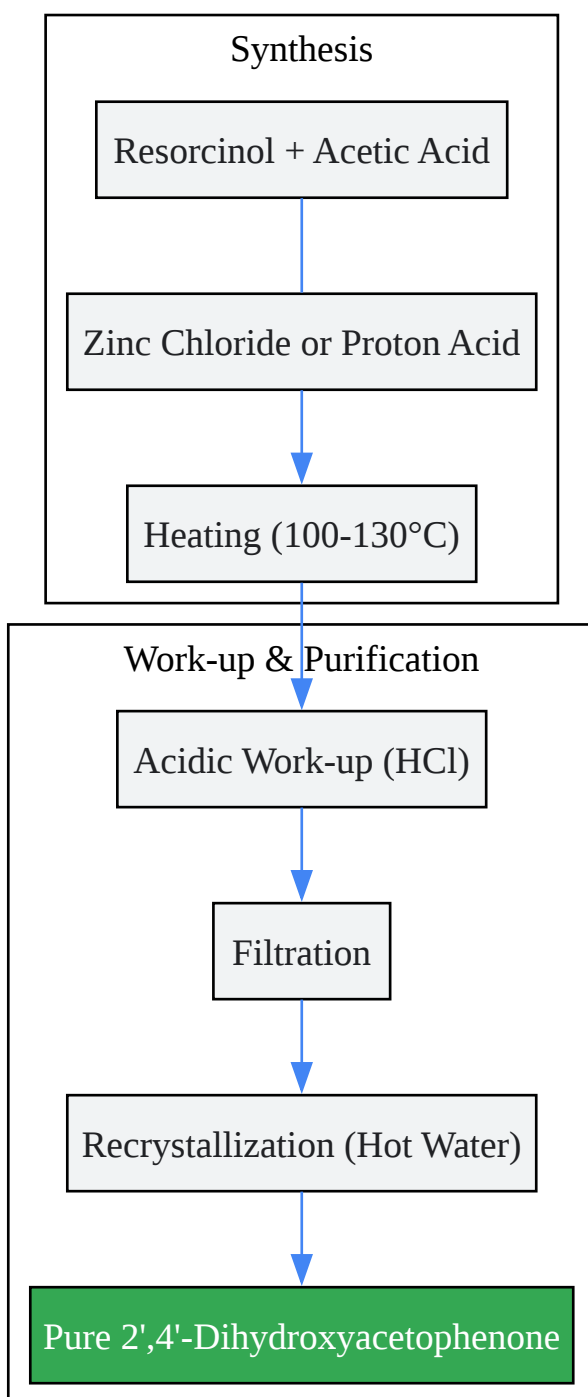 Synthesis
Resorcinol + Acetic Acid
Zinc Chloride or Proton Acid
Heating (100-130°C)
Work-up & Purification
Acidic Work-up (HCl)
Filtration
Recrystallization (Hot Water)
Pure 2',4'-Dihydroxyacetophenone